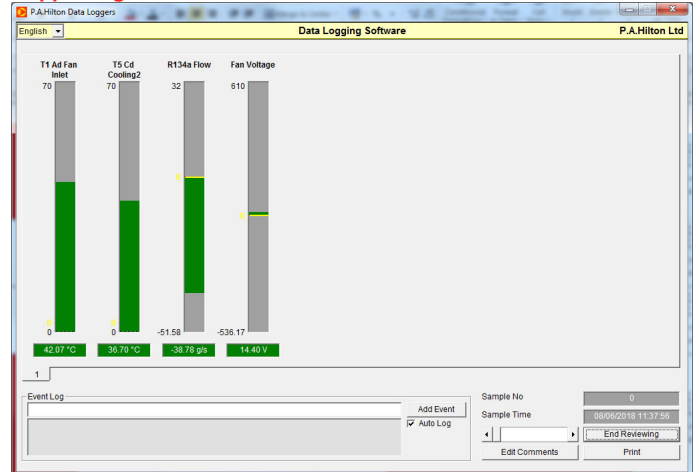 P.A.Hilton Data Loggers
English
Data Logging Software
P.A.Hilton Ltd
T1 Ad Fan Inlet
T5 Cd Cooling2
R134a Flow
Fan Voltage
70
70
32
610
0
0
0
0
0
0
-51.58
-536.17
42.07 °C
36.70 °C
-38.78 g/s
14.40 V
1
Event Log
Add Event
Auto Log
Sample No
0
Sample Time
08/06/2018 11:37:56
End Reviewing
Edit Comments
Print